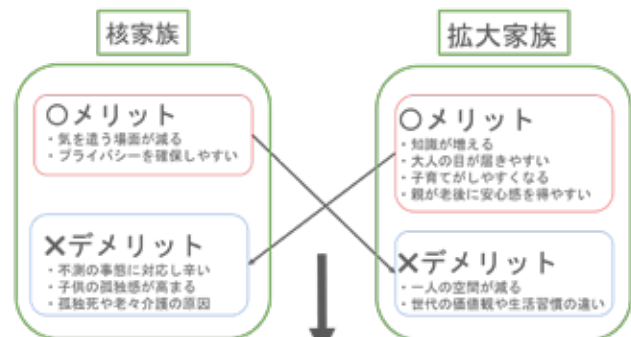 核家族
〇メリット
・気を遣う場面が減る
・プライバシーを確保しやすい
×デメリット
・不測の事態に対応し辛い
・子供の孤独感が高まる
・孤独死や老々介護の原因
拡大家族
〇メリット
・知識が増える
・大人の目が届きやすい
・子育てがしやすくなる
・親が老後に安心感を得やすい
×デメリット
・一人の空間が減る
・世代の価値観や生活習慣の違い